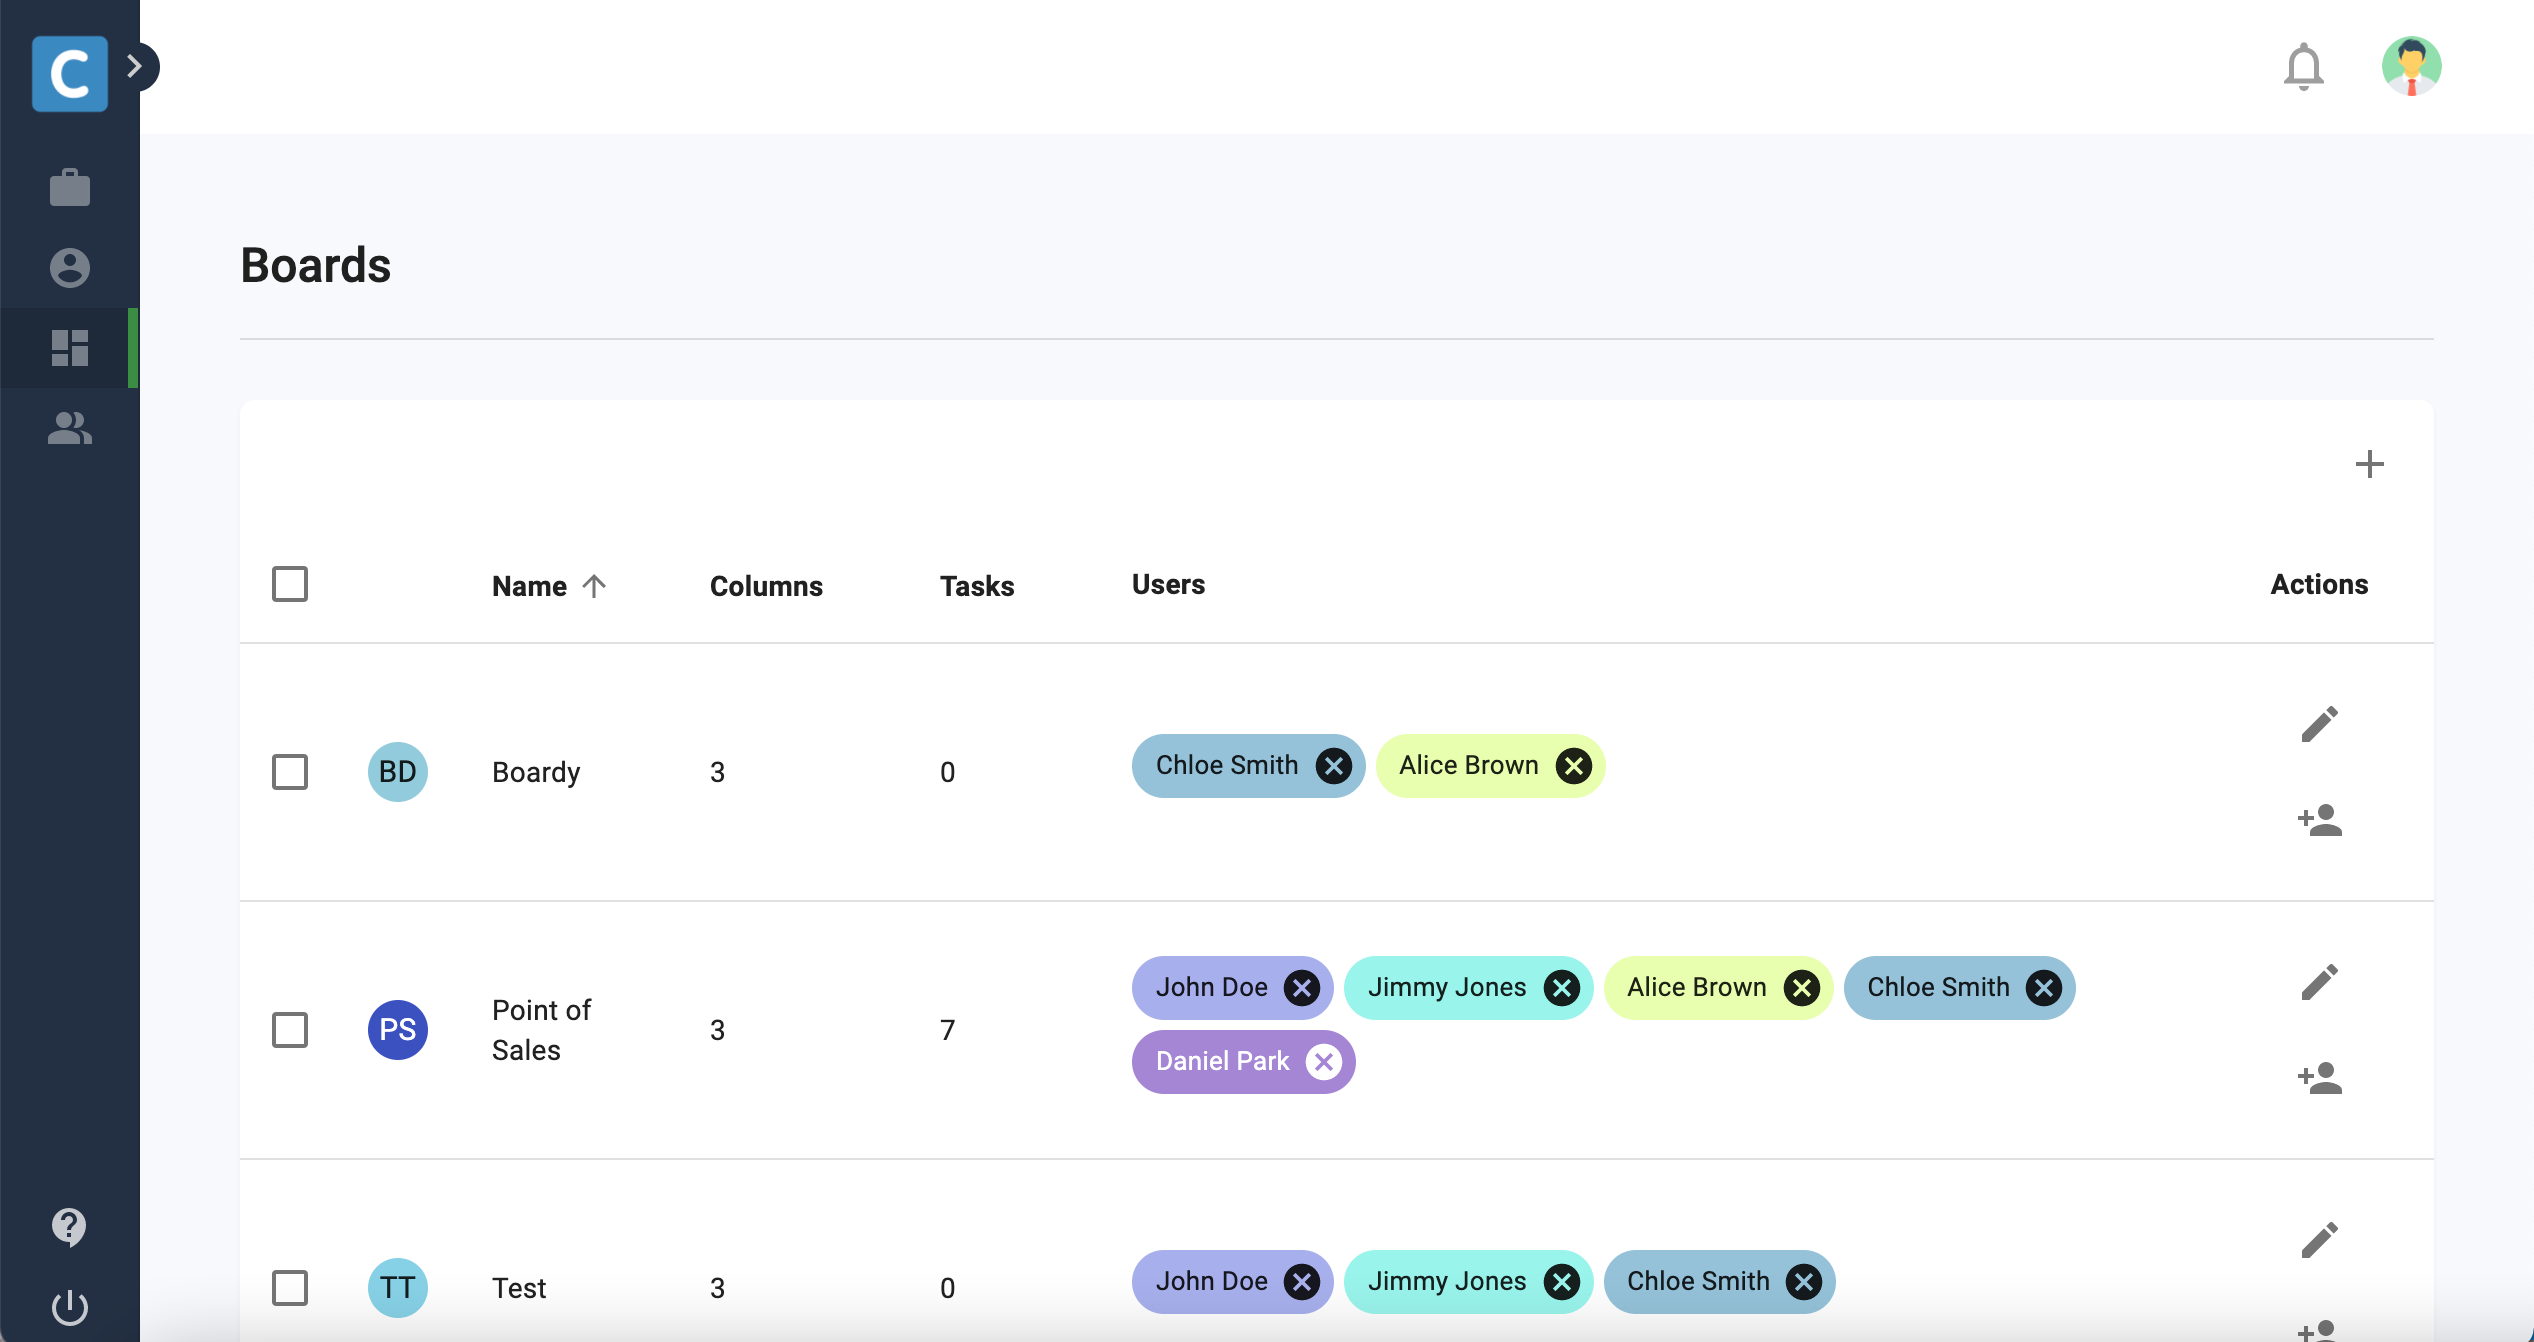 C
Boards
Name Columns Tasks Users Actions
BD Boardy 3 0 Chloe Smith Alice Brown
PS Point of Sales 3 7 John Doe Jimmy Jones Alice Brown Chloe Smith
Daniel Park
TT Test 3 0 John Doe Jimmy Jones Chloe Smith